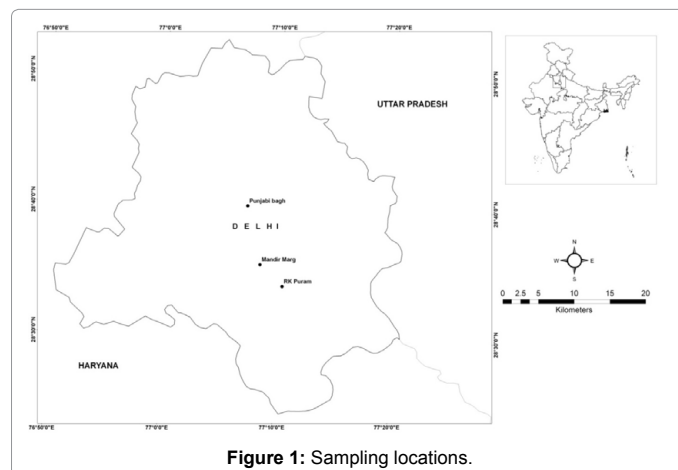 76°50'0"E 77°0'0"E 77°10'0"E 77°20'0"E
28°50'0"N
28°50'0"N
UTTAR PRADESH
Punjabi bagh
28°40'0"N
28°40'0"N
D E L H I
Mandir Marg
RK Puram
N
W E
S
0 2.5 5 10 15 20
Kilometers
28°30'0"N
28°30'0"N
HARYANA
76°50'0"E 77°0'0"E 77°10'0"E 77°20'0"E
Figure 1: Sampling locations.